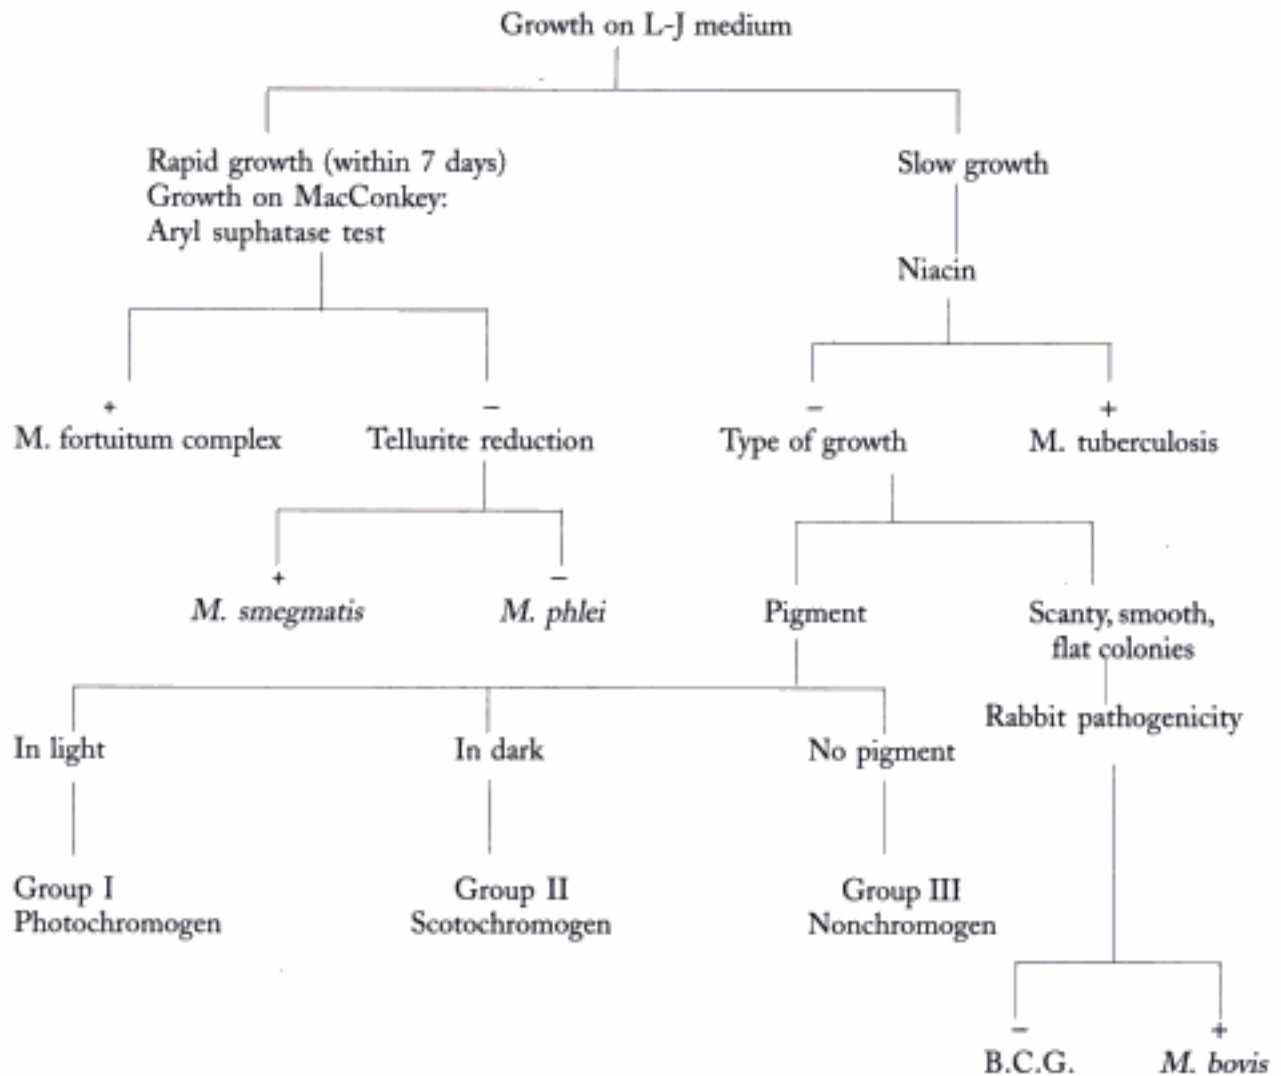 Growth on L-J medium
Rapid growth (within 7 days)
Growth on MacConkey:
Aryl suphatase test
Slow growth
Niacin
+
M. fortuitum complex
−
Tellurite reduction
−
Type of growth
+
M. tuberculosis
+
M. smegmatis
−
M. phlei
Pigment
Scanty, smooth,
flat colonies
Rabbit pathogenicity
In light
In dark
No pigment
Group I
Photochromogen
Group II
Scotochromogen
Group III
Nonchromogen
−
B.C.G.
+
M. bovis